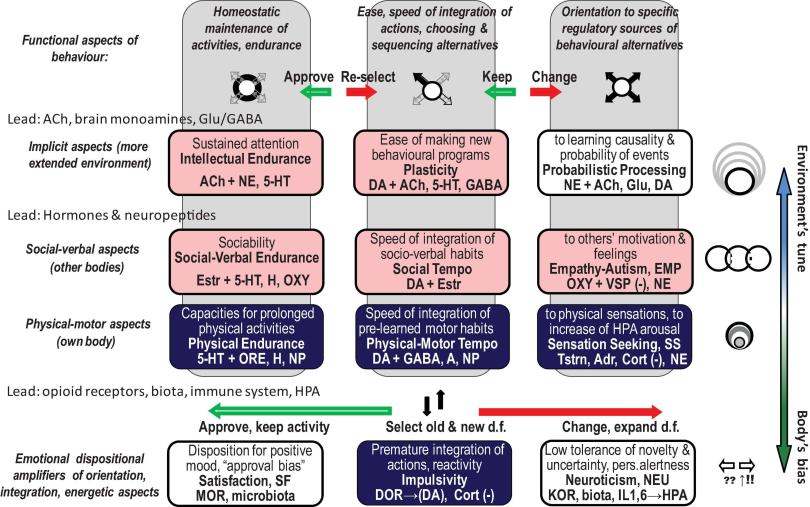 Functional aspects of
behaviour:
Homeostatic
maintenance of
activities, endurance
Ease, speed of integration of
actions, choosing &
sequencing alternatives
Orientation to specific
regulatory sources of
behavioural alternatives
Approve Re-select
Keep Change
Lead: ACh, brain monoamines, Glu/GABA
Implicit aspects (more
extended environment)
Sustained attention
Intellectual Endurance
ACh + NE, 5-HT
Ease of making new
behavioural programs
Plasticity
DA + ACh, 5-HT, GABA
to learning causality &
probability of events
Probabilistic Processing
NE + ACh, Glu, DA
Lead: Hormones & neuropeptides
Social-verbal aspects
(other bodies)
Sociability
Social-Verbal Endurance
Estr + 5-HT, H, OXY
Speed of integration of
socio-verbal habits
Social Tempo
DA + Estr
to others' motivation &
feelings
Empathy-Autism, EMP
OXY + VSP (-), NE
Physical-motor aspects
(own body)
Capacities for prolonged
physical activities
Physical Endurance
5-HT + ORE, H, NP
Speed of integration of
pre-learned motor habits
Physical-Motor Tempo
DA + GABA, A, NP
to physical sensations, to
increase of HPA arousal
Sensation Seeking, SS
Tstrn, Adr, Cort (-), NE
Lead: opioid receptors, biota, immune system, HPA
Approve, keep activity
Select old & new d.f.
Change, expand d.f.
Emotional dispositional
amplifiers of orientation,
integration, energetic aspects
Disposition for positive
mood, "approval bias"
Satisfaction, SF
MOR, microbiota
Premature integration of
actions, reactivity
Impulsivity
DOR→(DA), Cort (-)
Low tolerance of novelty &
uncertainty, pers.alertness
Neuroticism, NEU
KOR, biota, IL1,6→HPA
?? ↑!!
Environment's tune
Body's bias